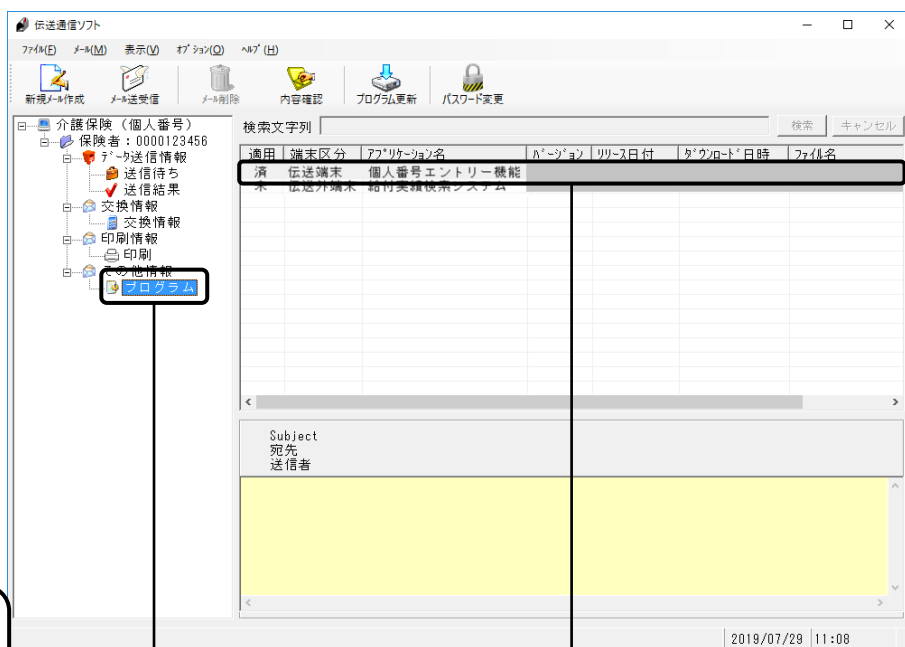 伝送通信ソフト
ファイル(F) メール(M) 表示(V) オプション(O) ヘルプ(H)
新規メール作成 メール送受信 メール削除 内容確認 プログラム更新 パスワード変更
介護保険（個人番号）
保険者：0000123456
データ送信情報
送信待ち
送信結果
交換情報
交換情報
印刷情報
印刷
その他情報
プログラム
検索文字列 検索 キャンセル
適用 端末区分 アプリケーション名 バージョン リリース日付 ダウンロード日時 ファイル名
済 伝送端末 個人番号エントリー機能
未 伝送外端末 給付実績検索システム
Subject
宛先
送信者
2019/07/29 11:08